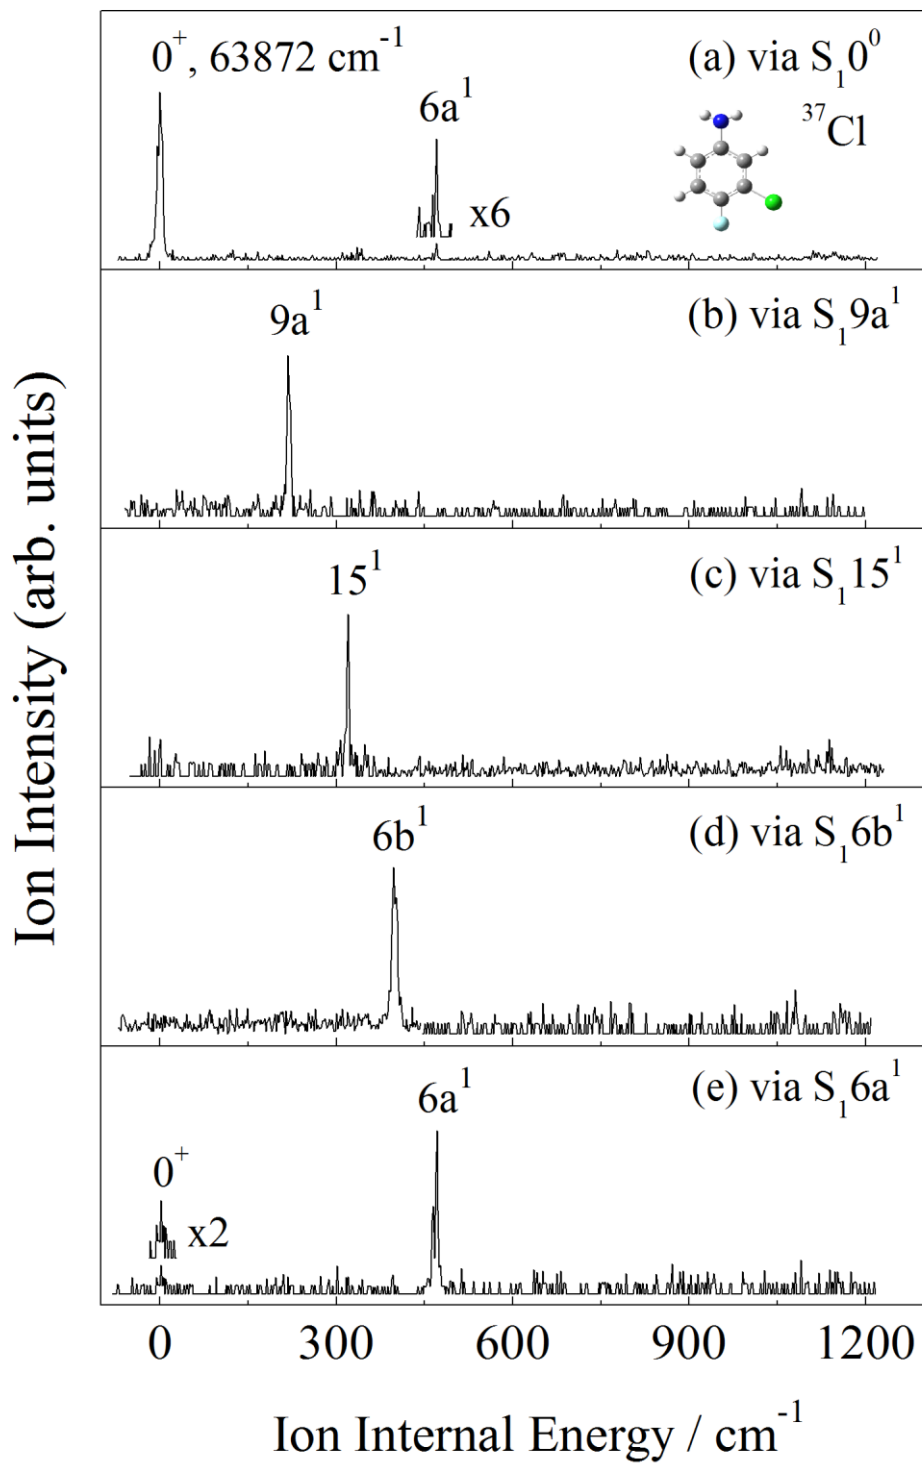 0⁺, 63872 cm⁻¹
(a) via S₁0⁰
6a¹
³⁷Cl
x6
9a¹
(b) via S₁9a¹
15¹
(c) via S₁15¹
6b¹
(d) via S₁6b¹
6a¹
(e) via S₁6a¹
0⁺
x2
0 300 600 900 1200
Ion Internal Energy / cm⁻¹
Ion Intensity (arb. units)